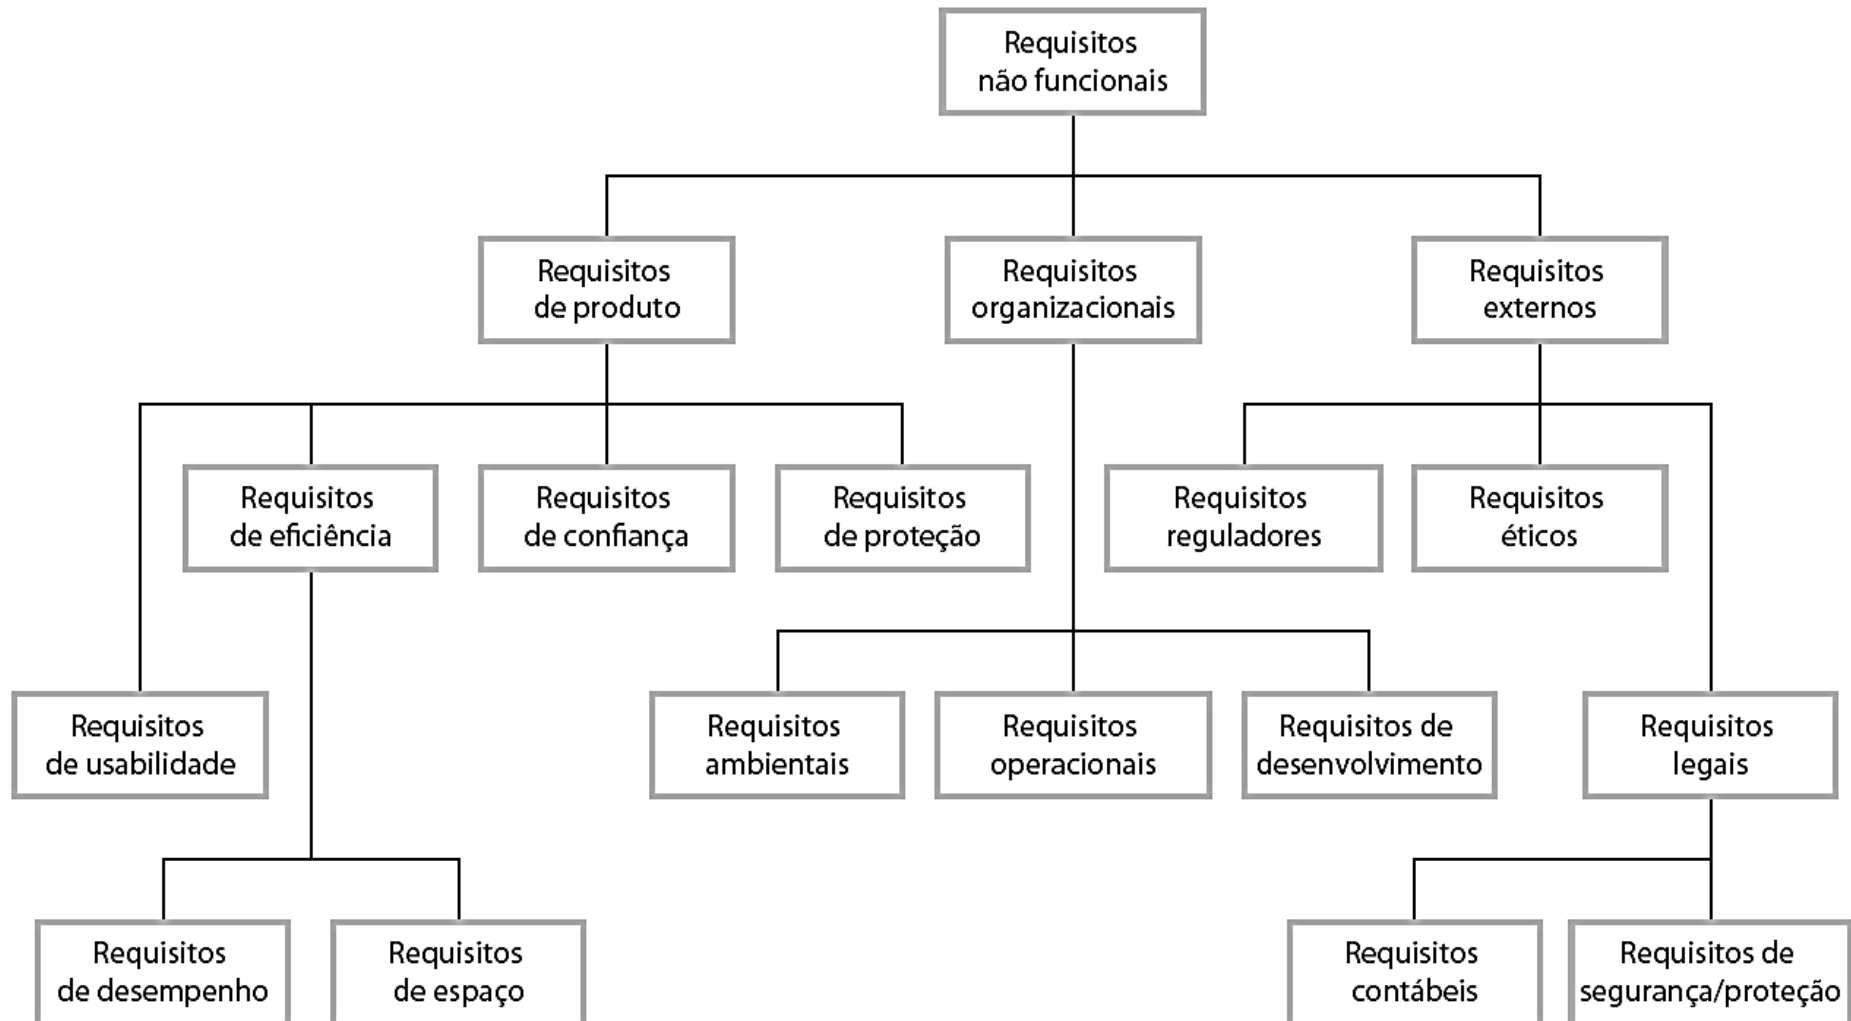 Requisitos
não funcionais
Requisitos
de produto
Requisitos
organizacionais
Requisitos
externos
Requisitos
de eficiência
Requisitos
de confiança
Requisitos
de proteção
Requisitos
reguladores
Requisitos
éticos
Requisitos
de usabilidade
Requisitos
ambientais
Requisitos
operacionais
Requisitos de
desenvolvimento
Requisitos
legais
Requisitos
de desempenho
Requisitos
de espaço
Requisitos
contábeis
Requisitos de
segurança/proteção